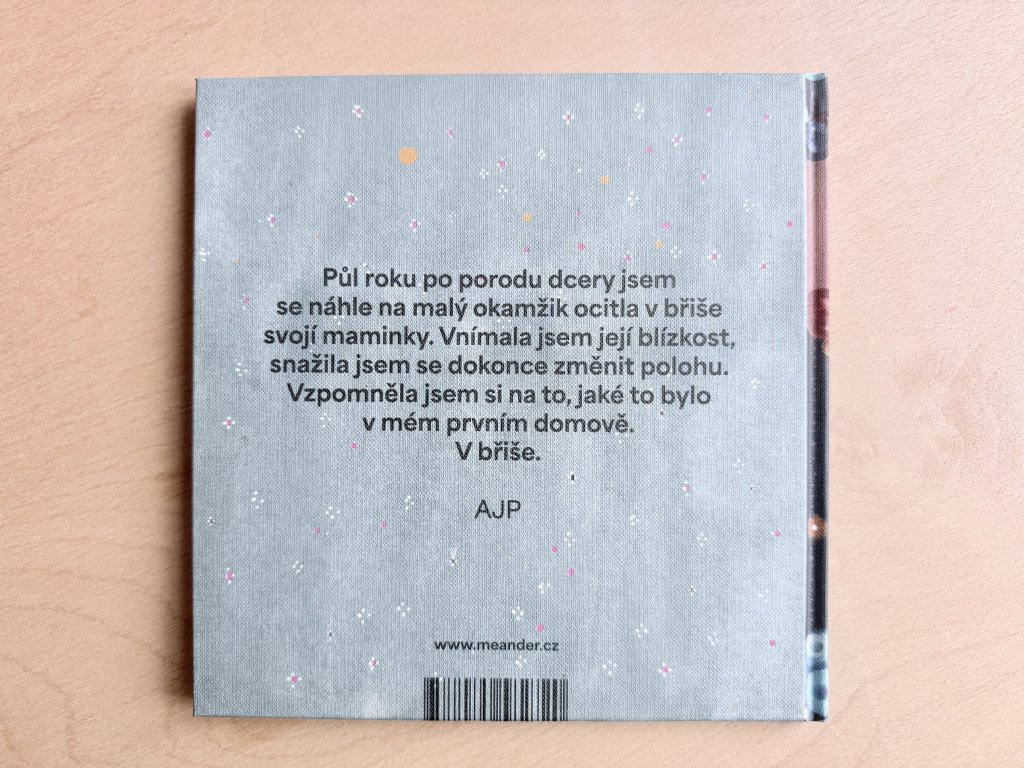 Půl roku po porodu dcery jsem
se náhle na malý okamžik ocitla v břiše
svojí maminky. Vnímala jsem její blízkost,
snažila jsem se dokonce změnit polohu.
Vzpomněla jsem si na to, jaké to bylo
v mém prvním domově.
V břiše.
AJP
www.meander.cz